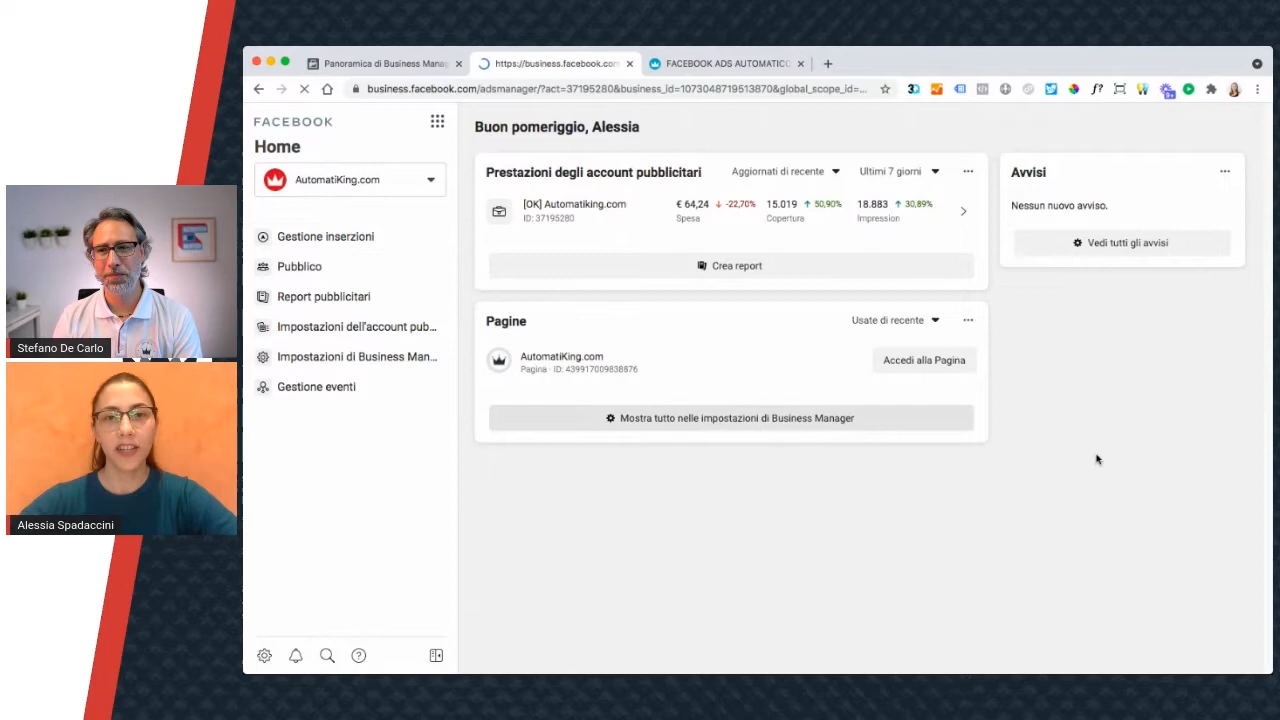 Panoramica di Business Manag
https://business.facebook.com
FACEBOOK ADS AUTOMATICO
business.facebook.com/adsmanager/?act=37195280&business_id=1073048719513870&global_scope_id=...
FACEBOOK
Home
AutomatiKing.com
Gestione inserzioni
Pubblico
Report pubblicitari
Impostazioni dell'account pub...
Impostazioni di Business Man...
Gestione eventi
Buon pomeriggio, Alessia
Prestazioni degli account pubblicitari
Aggiornati di recente
Ultimi 7 giorni
[OK] Automatiking.com
ID: 37195280
€ 64,24 -22,70%
Spesa
15.019 50,90%
Copertura
18.883 30,89%
Impression
Crea report
Pagine
Usate di recente
AutomatiKing.com
Pagina · ID: 439917009838876
Accedi alla Pagina
Mostra tutto nelle impostazioni di Business Manager
Avvisi
Nessun nuovo avviso.
Vedi tutti gli avvisi
Stefano De Carlo
Alessia Spadaccini